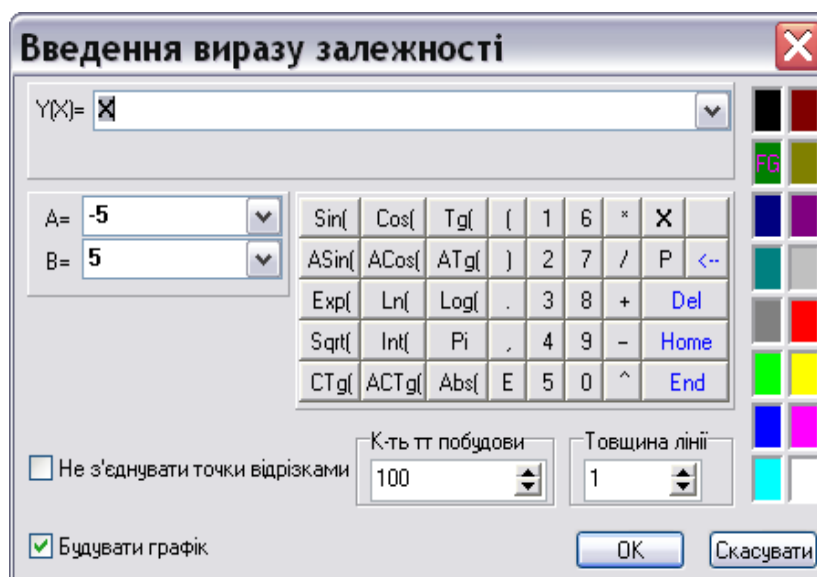 Введення виразу залежності
Y(X)= X
A= -5
B= 5
Sin( Cos( Tg( ( 1 6 * X
ASin( ACos( ATg( ) 2 7 / P <--
Exp( Ln( Log( . 3 8 + Del
Sqrt( Int( Pi , 4 9 - Home
CTg( ACTg( Abs( E 5 0 ^ End
FG
К-ть тт побудови
Товщина лінії
Не з'єднувати точки відрізками
100
1
Будувати графік
OK
Скасувати